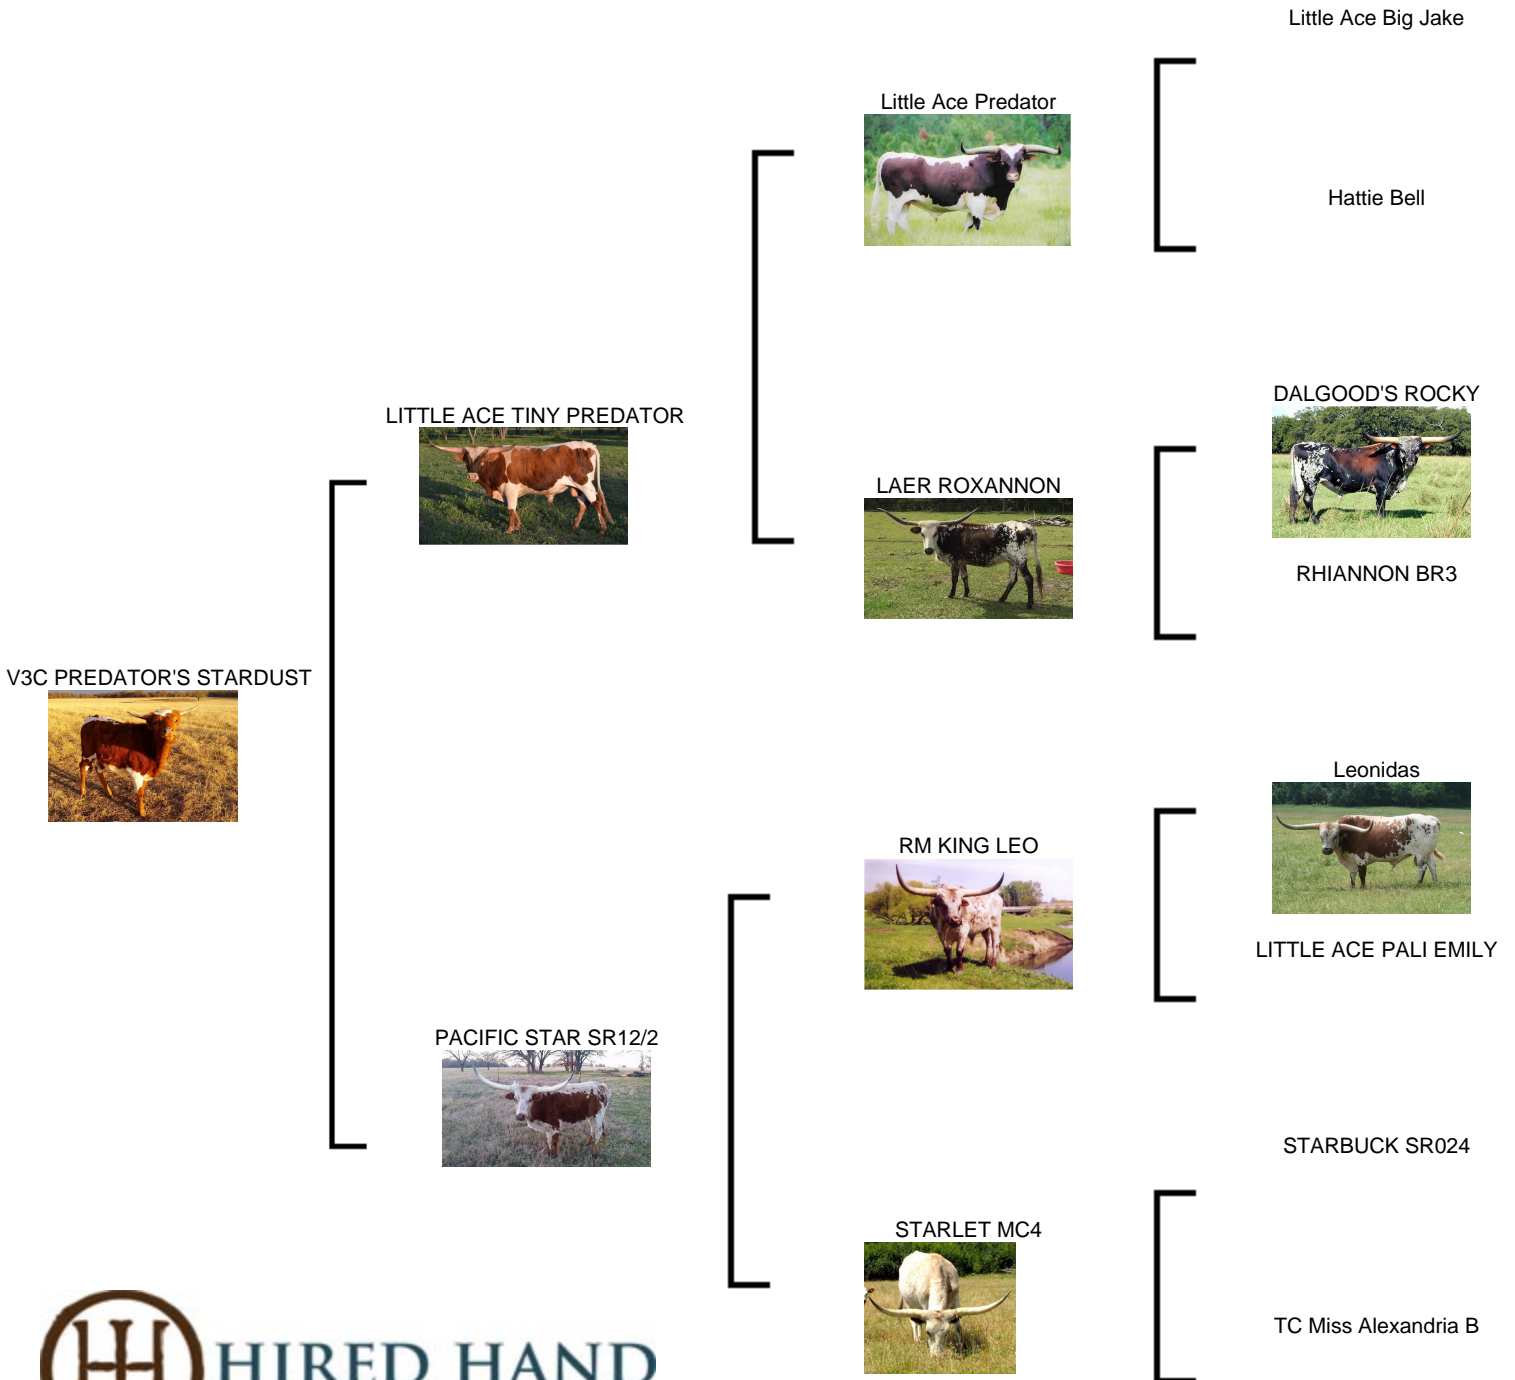 Little Ace Big Jake
Little Ace Predator
Hattie Bell
LITTLE ACE TINY PREDATOR
DALGOOD'S ROCKY
LAER ROXANNON
RHIANNON BR3
V3C PREDATOR'S STARDUST
Leonidas
RM KING LEO
LITTLE ACE PALI EMILY
PACIFIC STAR SR12/2
STARBUCK SR024
STARLET MC4
TC Miss Alexandria B
HIRED HAND